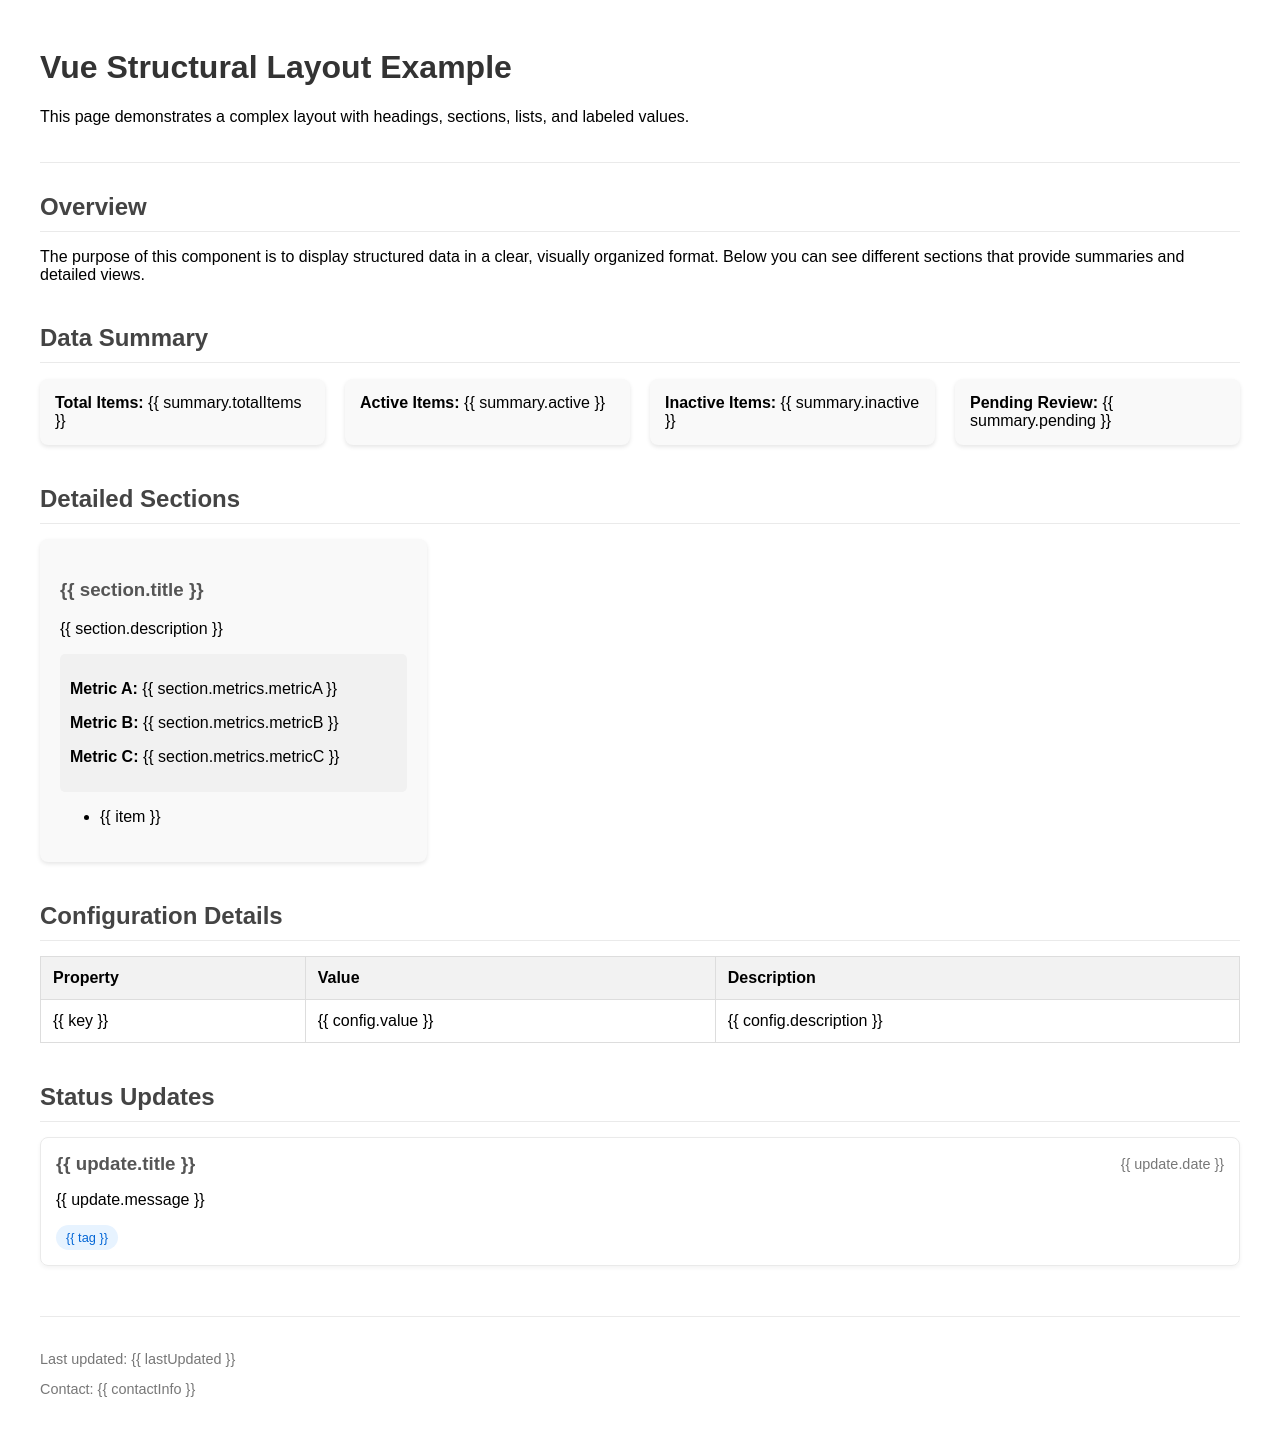 Vue Structural Layout Example
This page demonstrates a complex layout with headings, sections, lists, and labeled values.
Overview
The purpose of this component is to display structured data in a clear, visually organized format. Below you can see different sections that provide summaries and
detailed views.
Data Summary
Total Items: {{ summary.totalItems
}}
Active Items: {{ summary.active }}
Inactive Items: {{ summary.inactive
}}
Pending Review: {{
summary.pending }}
Detailed Sections
{{ section.title }}
{{ section.description }}
Metric A: {{ section.metrics.metricA }}
Metric B: {{ section.metrics.metricB }}
Metric C: {{ section.metrics.metricC }}
• {{ item }}
Configuration Details
Property Value Description
{{ key }} {{ config.value }} {{ config.description }}
Status Updates
{{ update.title }} {{ update.date }}
{{ update.message }}
{{ tag }}
Last updated: {{ lastUpdated }}
Contact: {{ contactInfo }}